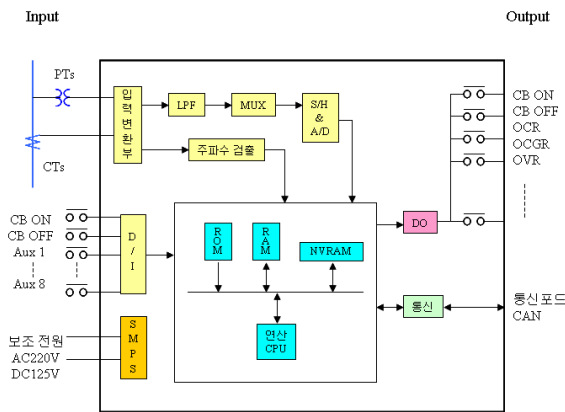 Input
Output
PTs
CTs
입력변환부
LPF
MUX
S/H
&
A/D
주파수 검출
CB ON
CB OFF
OCR
OCGR
OVR
DO
CB ON
CB OFF
Aux 1
Aux 8
D
/
I
ROM
RAM
NVRAM
연산
CPU
통신
통신 포드
CAN
보조 전원
AC220V
DC125V
SMPS